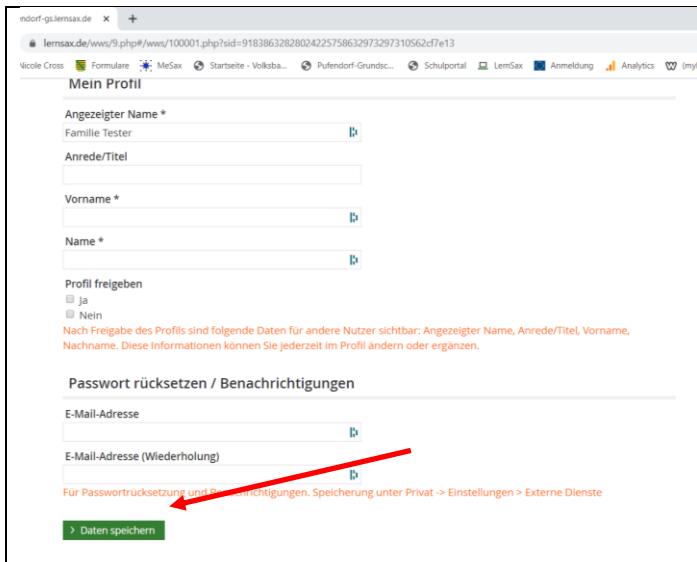 endorf-gs.lernsax.de × +
lernsax.de/wws/9.php#/wws/100001.php?sid=91838632828024225758632973297310562cf7e13
Nicole Cross Formulare MeSax Startseite - Volksba... Pufendorf-Grundsc... Schulportal LernSax Anmeldung Analytics (myl
Mein Profil
Angezeigter Name *
Familie Tester
Anrede/Titel
Vorname *
Name *
Profil freigeben
Ja
Nein
Nach Freigabe des Profils sind folgende Daten für andere Nutzer sichtbar: Angezeigter Name, Anrede/Titel, Vorname,
Nachname. Diese Informationen können Sie jederzeit im Profil ändern oder ergänzen.
Passwort rücksetzen / Benachrichtigungen
E-Mail-Adresse
E-Mail-Adresse (Wiederholung)
Für Passwortrücksetzung und Benachrichtigungen. Speicherung unter Privat -> Einstellungen > Externe Dienste
> Daten speichern